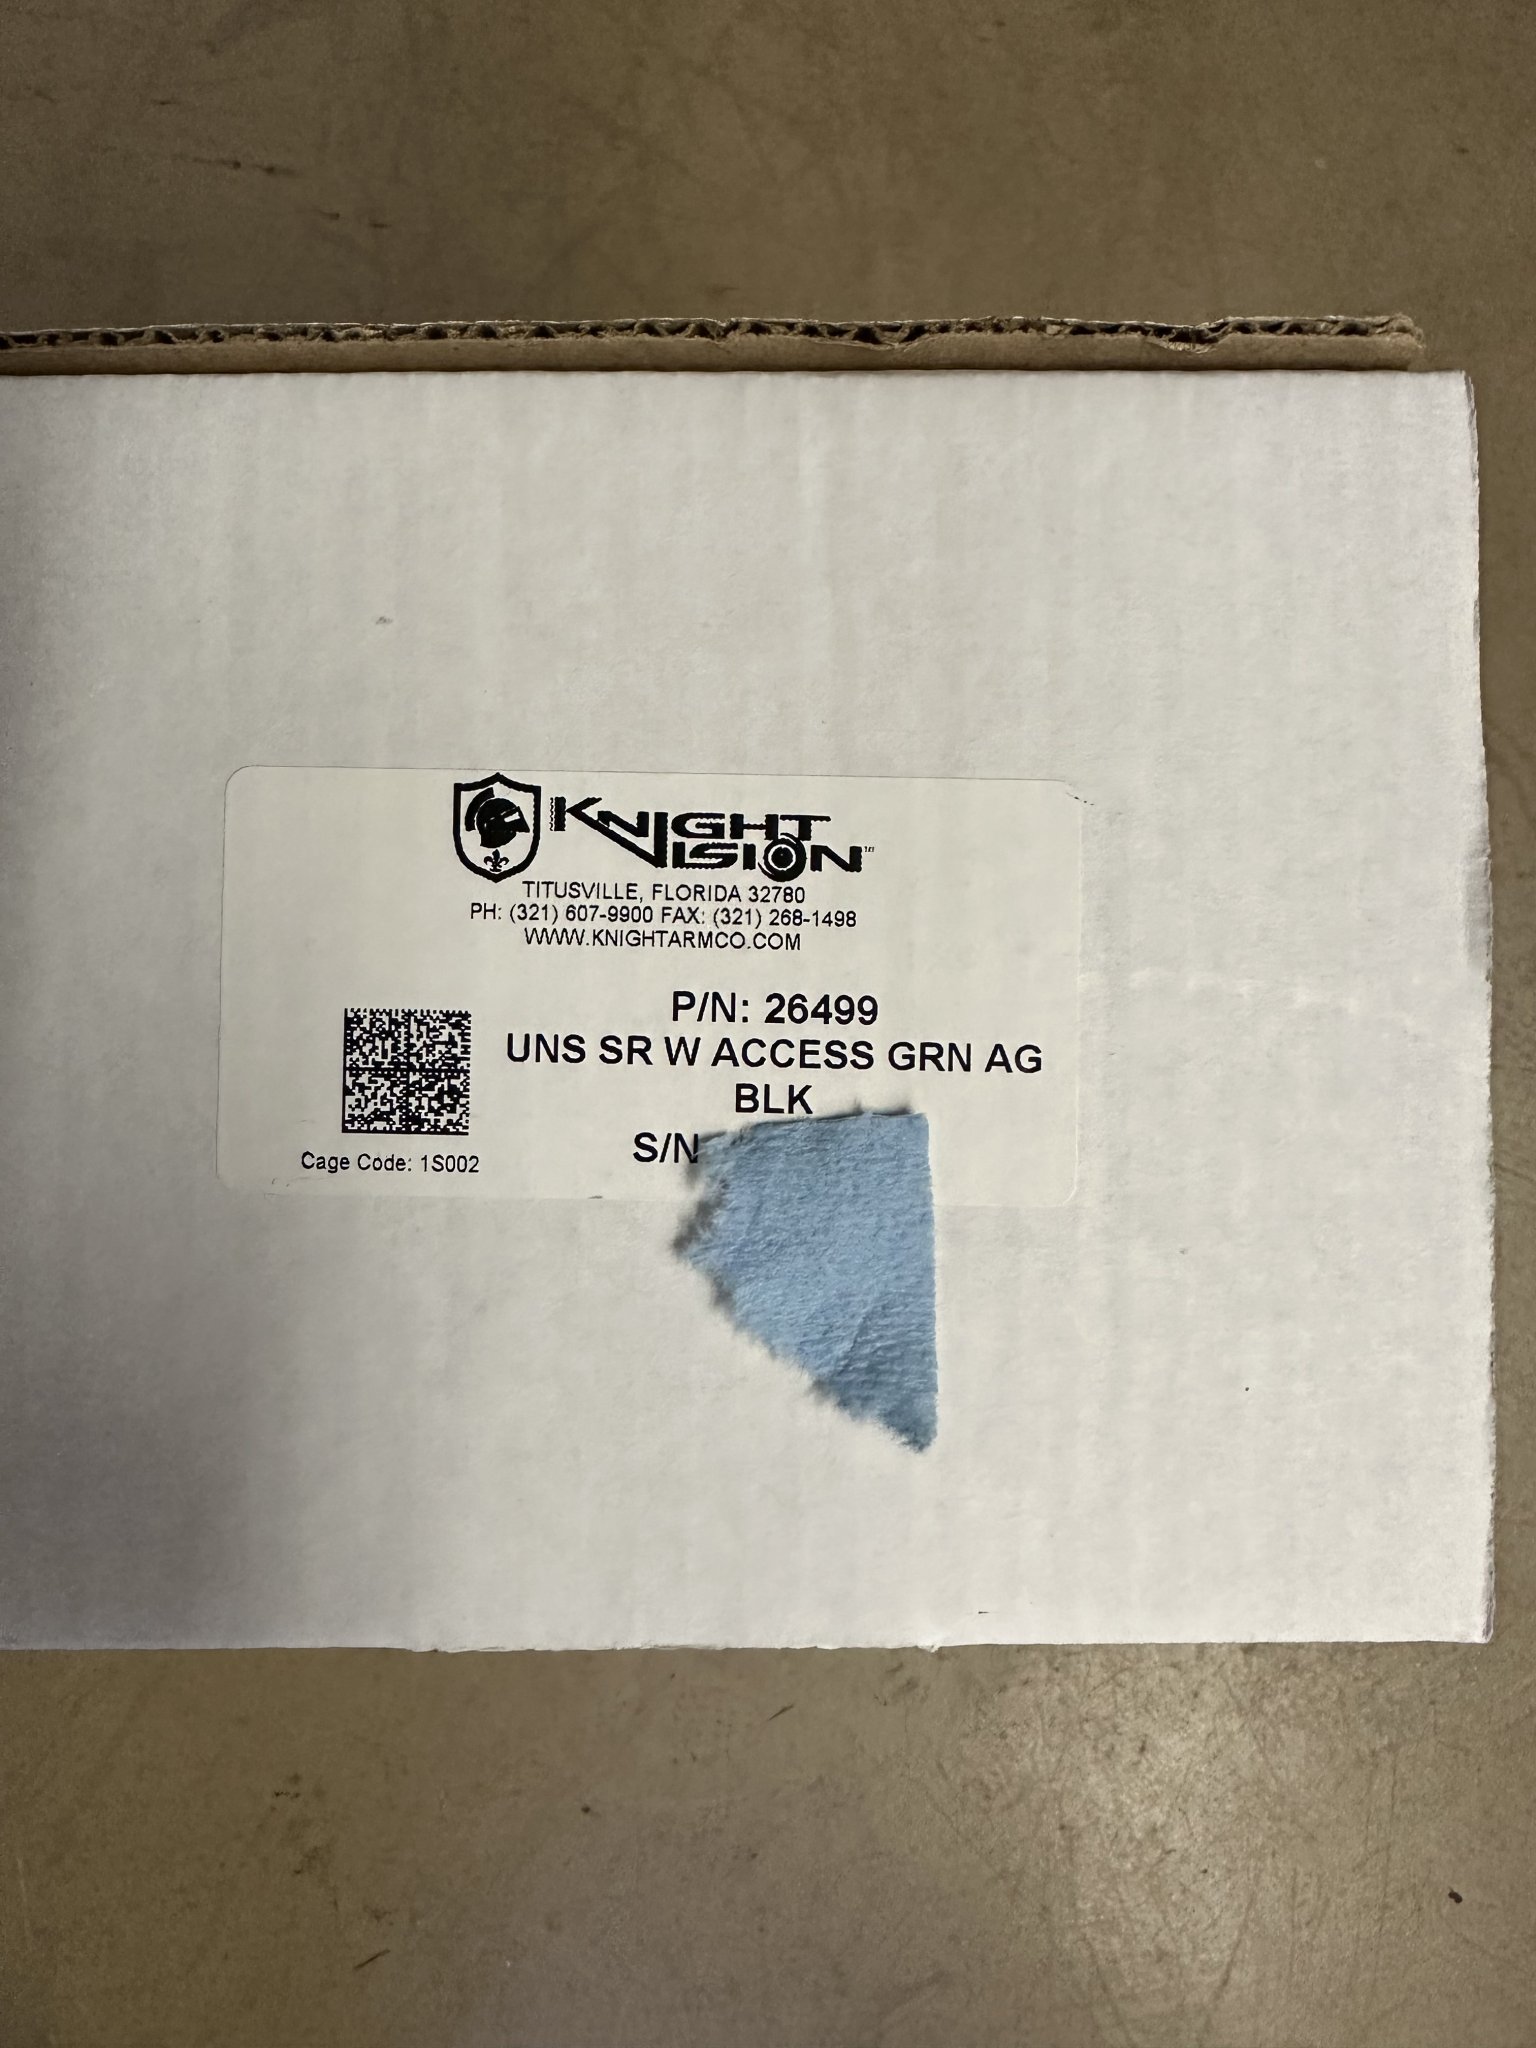 KNIGHT
VISION™
TITUSVILLE, FLORIDA 32780
PH: (321) 607-9900 FAX: (321) 268-1498
WWW.KNIGHTARMCO.COM
P/N: 26499
UNS SR W ACCESS GRN AG
BLK
S/N
Cage Code: 1S002